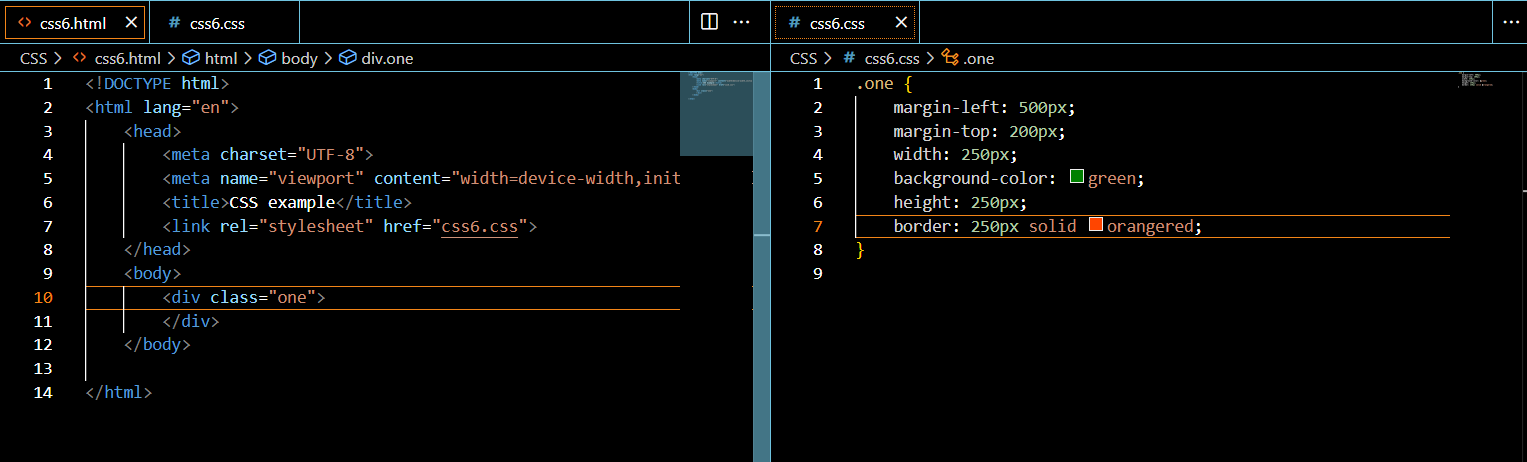 css6.html
css6.css
CSS > css6.html > html > body > div.one
1 <!DOCTYPE html>
2 <html lang="en">
3 <head>
4 <meta charset="UTF-8">
5 <meta name="viewport" content="width=device-width,init
6 <title>CSS example</title>
7 <link rel="stylesheet" href="css6.css">
8 </head>
9 <body>
10 <div class="one">
11 </div>
12 </body>
13
14 </html>
css6.css
CSS > css6.css > .one
1 .one {
2 margin-left: 500px;
3 margin-top: 200px;
4 width: 250px;
5 background-color: green;
6 height: 250px;
7 border: 250px solid orangered;
8 }
9